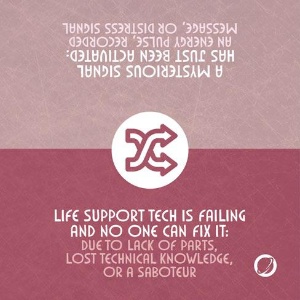 A MYSTERIOUS SIGNAL
HAS JUST BEEN ACTIVATED:
AN ENERGY PULSE, RECORDED
MESSAGE, OR DISTRESS SIGNAL
LIFE SUPPORT TECH IS FAILING
AND NO ONE CAN FIX IT:
DUE TO LACK OF PARTS,
LOST TECHNICAL KNOWLEDGE,
OR A SABOTEUR